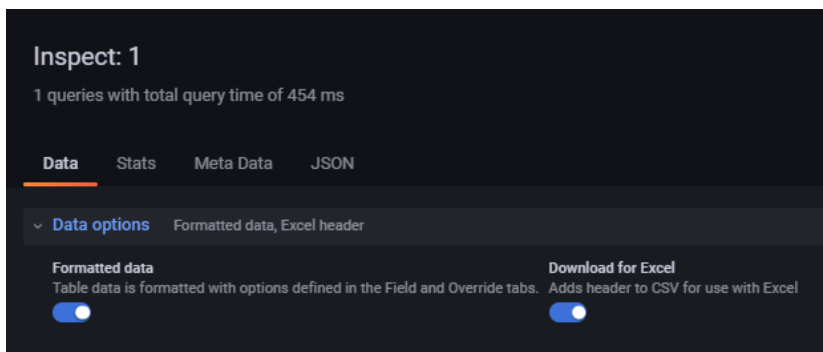 Inspect: 1
1 queries with total query time of 454 ms
Data Stats Meta Data JSON
Data options Formatted data, Excel header
Formatted data Download for Excel
Table data is formatted with options defined in the Field and Override tabs. Adds header to CSV for use with Excel